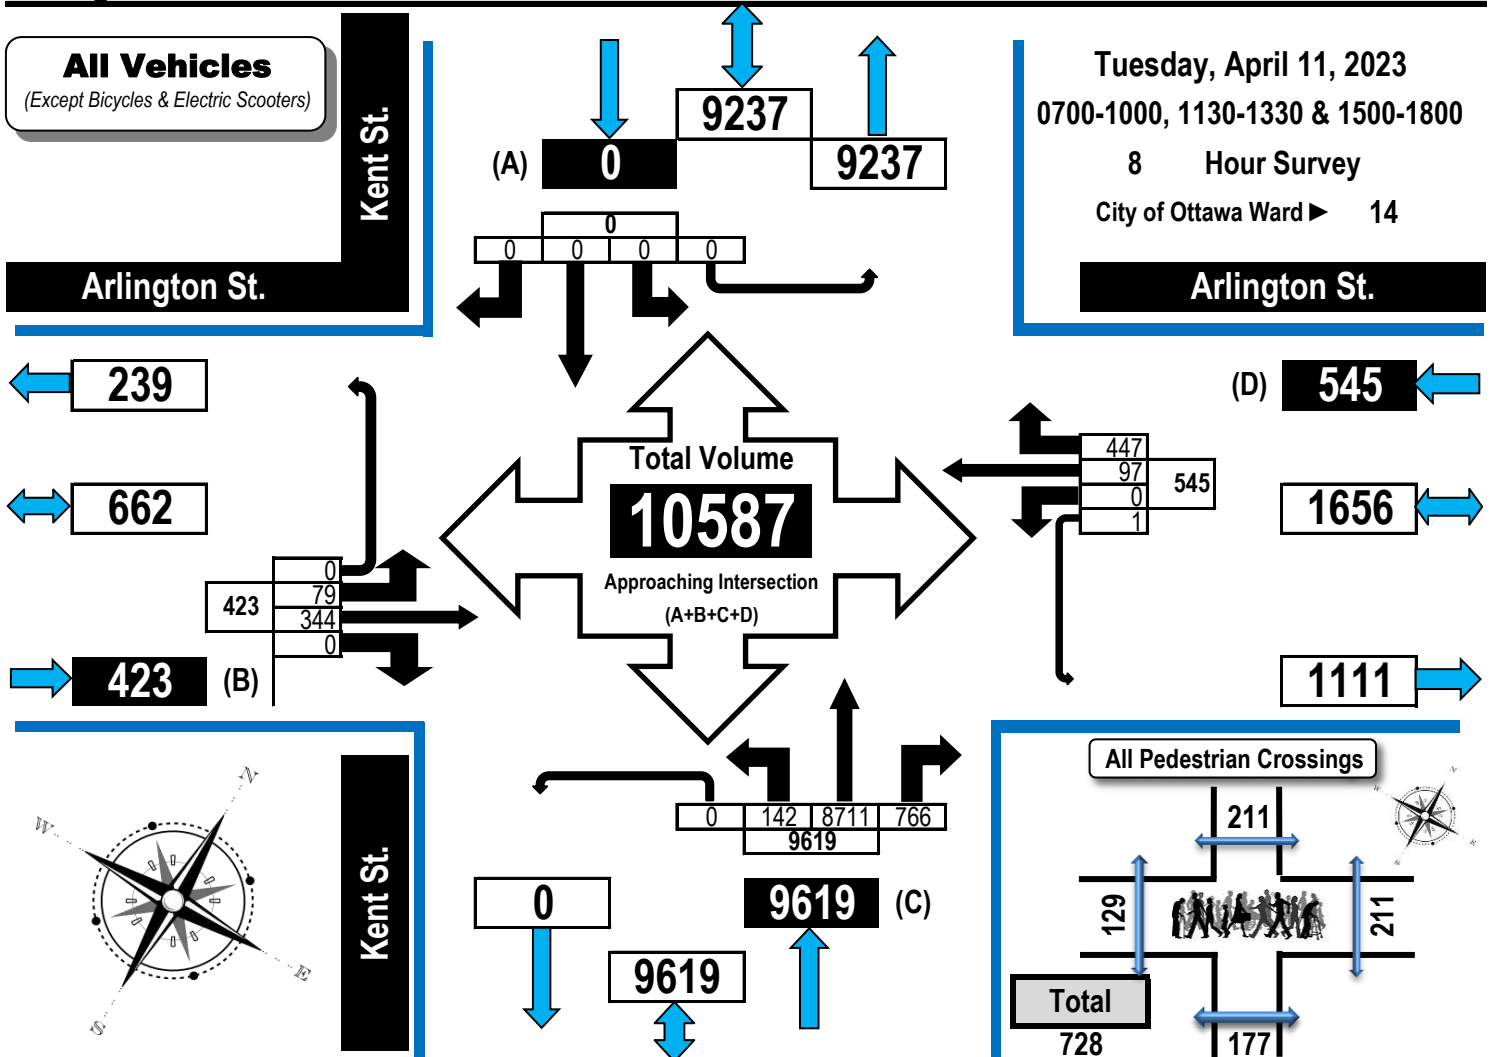 All Vehicles
(Except Bicycles & Electric Scooters)
Kent St.
Arlington St.
9237
(A) 0
9237
0
0 0 0 0
Tuesday, April 11, 2023
0700-1000, 1130-1330 & 1500-1800
8 Hour Survey
City of Ottawa Ward ► 14
Arlington St.
239
662
0
79
344
0
423
423 (B)
Total Volume
10587
Approaching Intersection
(A+B+C+D)
(D) 545
447
97
0
1
545
1656
1111
0 142 8711 766
9619
0
9619 (C)
9619
N
W
E
S
Kent St.
All Pedestrian Crossings
N
W
E
S
211
129
211
177
Total
728